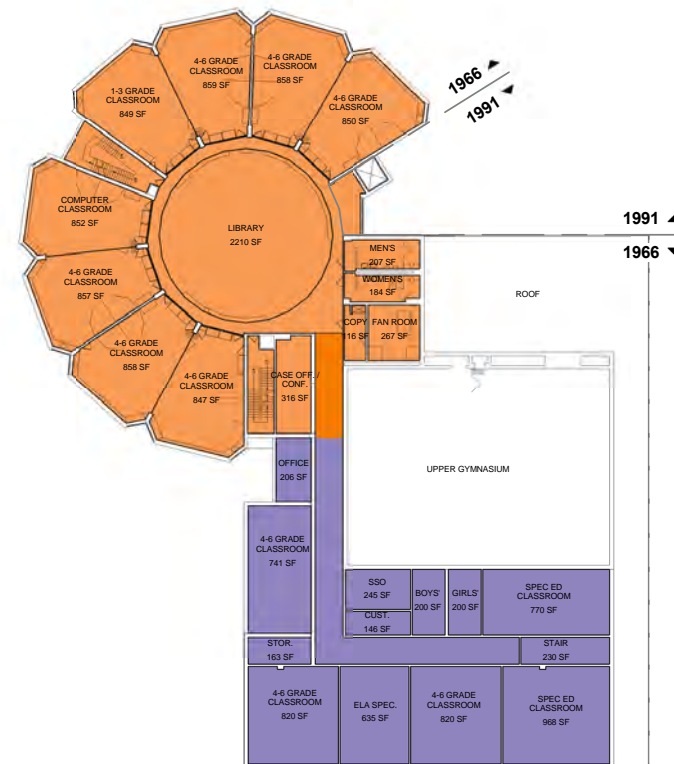 4-6 GRADE
CLASSROOM
859 SF
4-6 GRADE
CLASSROOM
858 SF
1-3 GRADE
CLASSROOM
849 SF
4-6 GRADE
CLASSROOM
850 SF
1966
1991
COMPUTER
CLASSROOM
852 SF
LIBRARY
2210 SF
1991
1966
MEN'S
207 SF
WOMEN'S
184 SF
ROOF
4-6 GRADE
CLASSROOM
857 SF
COPY
116 SF
FAN ROOM
267 SF
4-6 GRADE
CLASSROOM
858 SF
4-6 GRADE
CLASSROOM
847 SF
CASE OFF. /
CONF.
316 SF
OFFICE
206 SF
UPPER GYMNASIUM
4-6 GRADE
CLASSROOM
741 SF
SSO
245 SF
BOYS'
200 SF
GIRLS'
200 SF
SPEC ED
CLASSROOM
770 SF
CUST.
146 SF
STOR.
163 SF
STAIR
230 SF
4-6 GRADE
CLASSROOM
820 SF
ELA SPEC.
635 SF
4-6 GRADE
CLASSROOM
820 SF
SPEC ED
CLASSROOM
968 SF